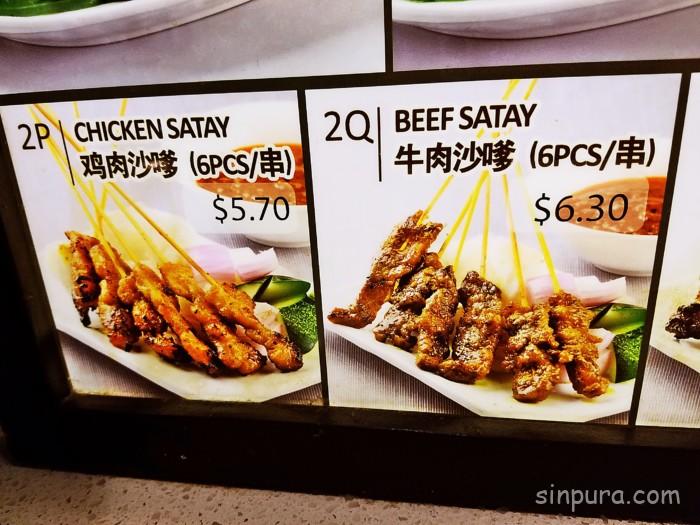 2P
CHICKEN SATAY
鸡肉沙嗲 (6PCS/串)
$5.70
2Q
BEEF SATAY
牛肉沙嗲 (6PCS/串)
$6.30
sinpura.com